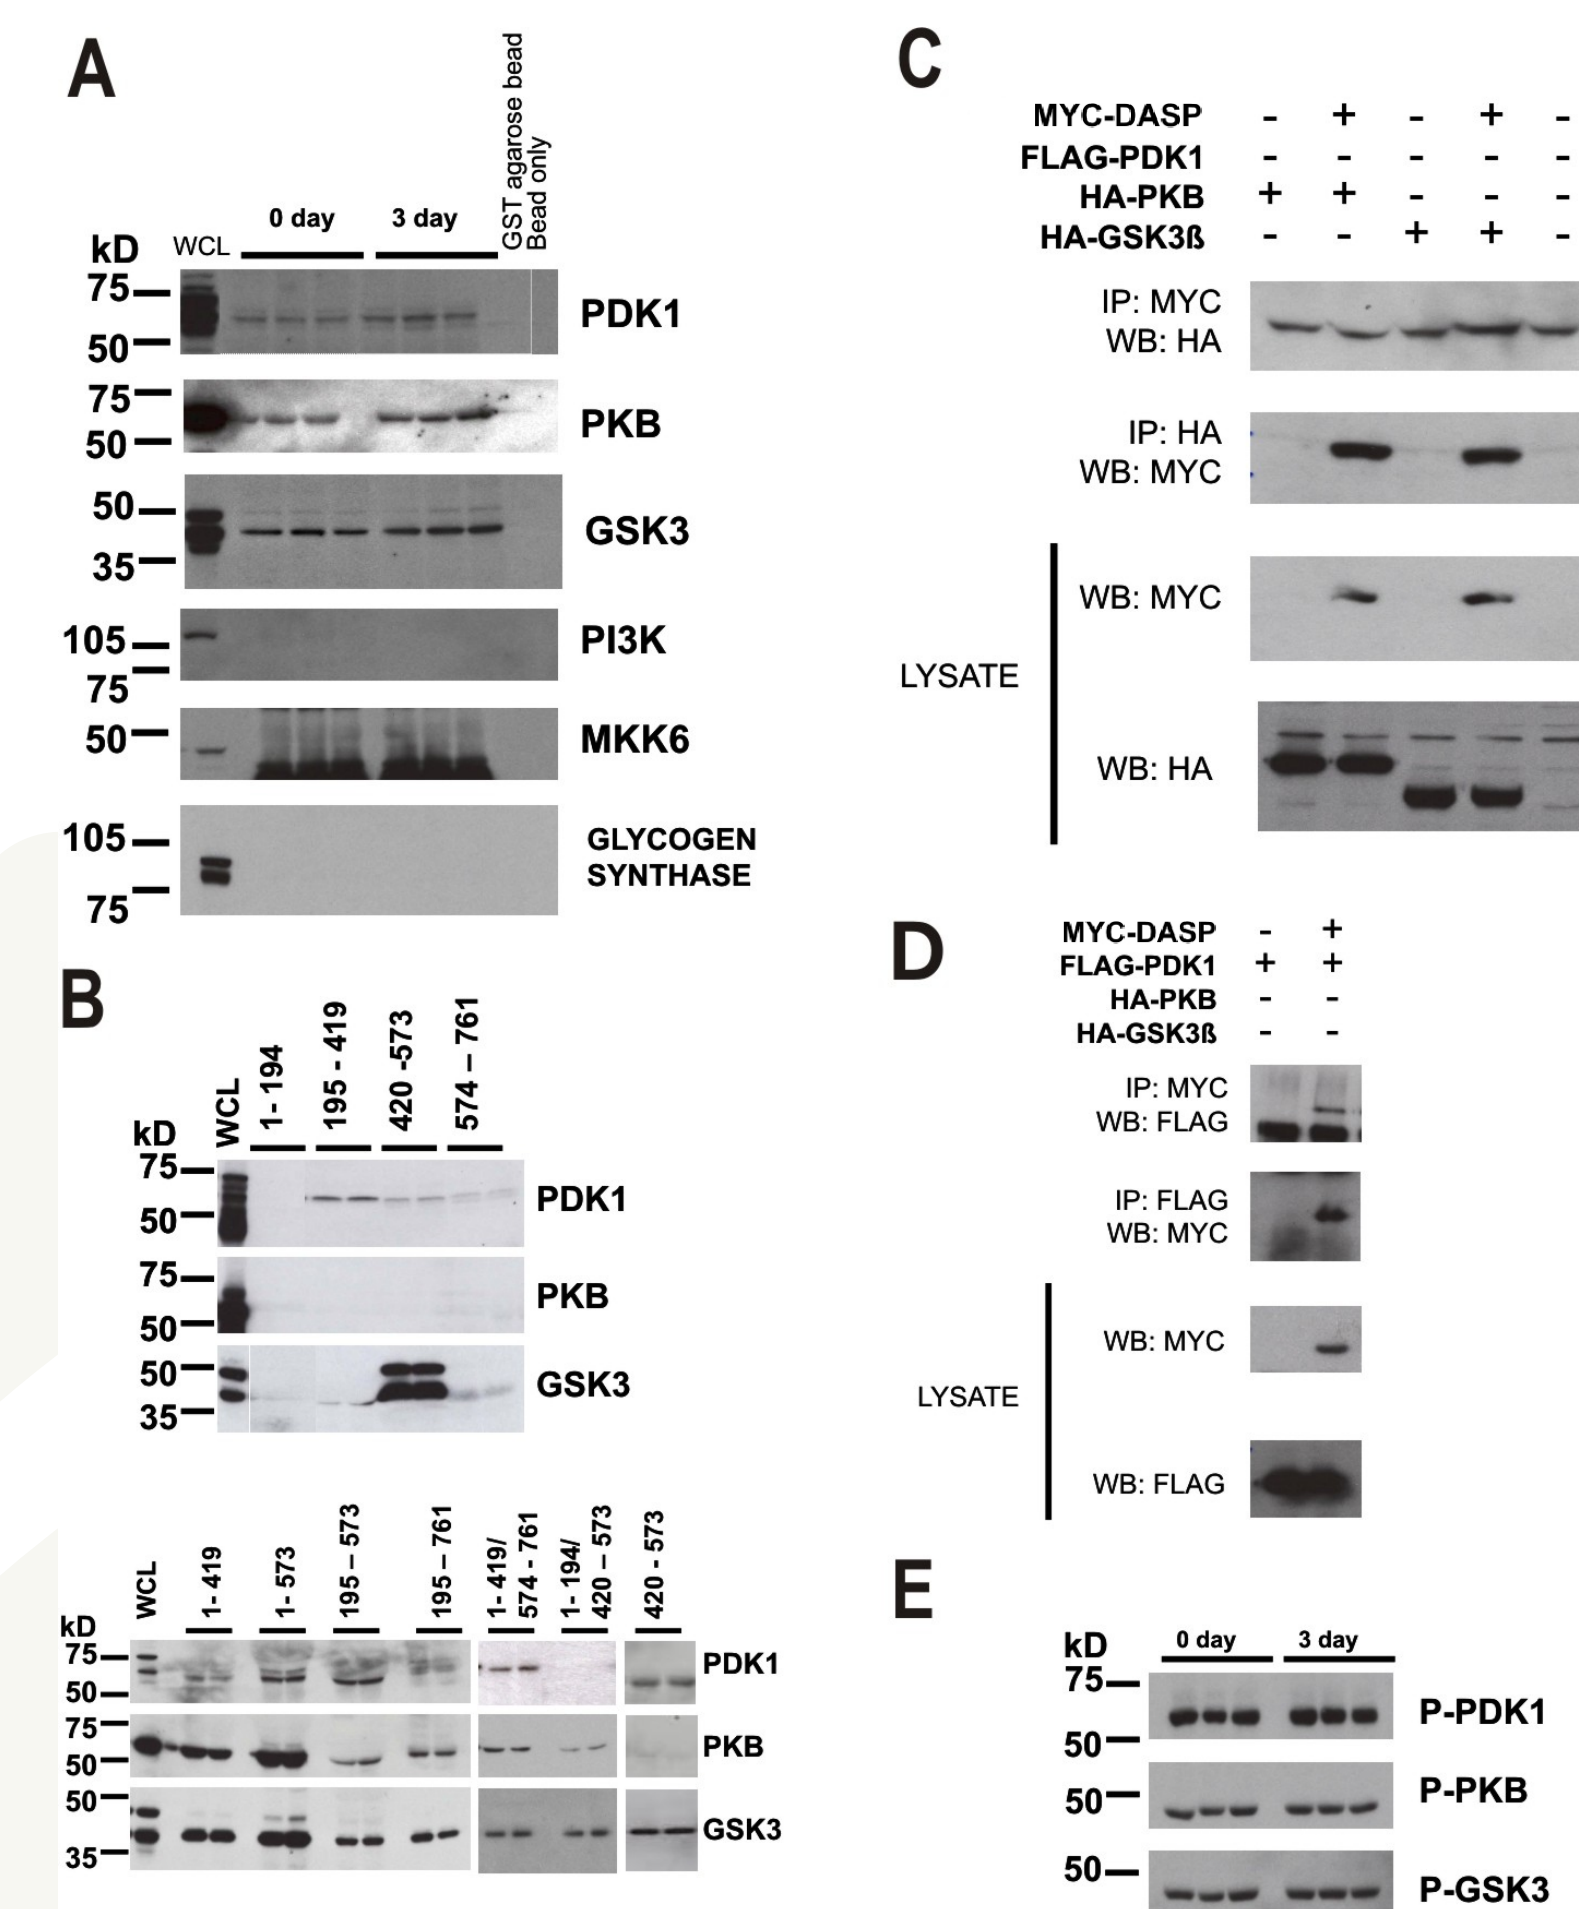 A
GST agarose bead
Bead only
0 day 3 day
kD WCL
75
50
PDK1
75
50
PKB
50
35
GSK3
105
75
PI3K
50
MKK6
105
75
GLYCOGEN
SYNTHASE
B
kD WCL 1- 194 195 - 419 420 -573 574 – 761
75
50
PDK1
75
50
PKB
50
35
GSK3
kD WCL 1- 419 1- 573 195 – 573 195 – 761 1- 419/ 574 - 761 1- 194/ 420 – 573 420 - 573
75
50
PDK1
75
50
PKB
50
35
GSK3
C
MYC-DASP - + - + -
FLAG-PDK1 - - - - -
HA-PKB + + - - -
HA-GSK3ß - - + + -
IP: MYC
WB: HA
IP: HA
WB: MYC
WB: MYC
LYSATE
WB: HA
D
MYC-DASP - +
FLAG-PDK1 + +
HA-PKB - -
HA-GSK3ß - -
IP: MYC
WB: FLAG
IP: FLAG
WB: MYC
WB: MYC
LYSATE
WB: FLAG
E
kD 0 day 3 day
75
50
P-PDK1
50
P-PKB
50
P-GSK3